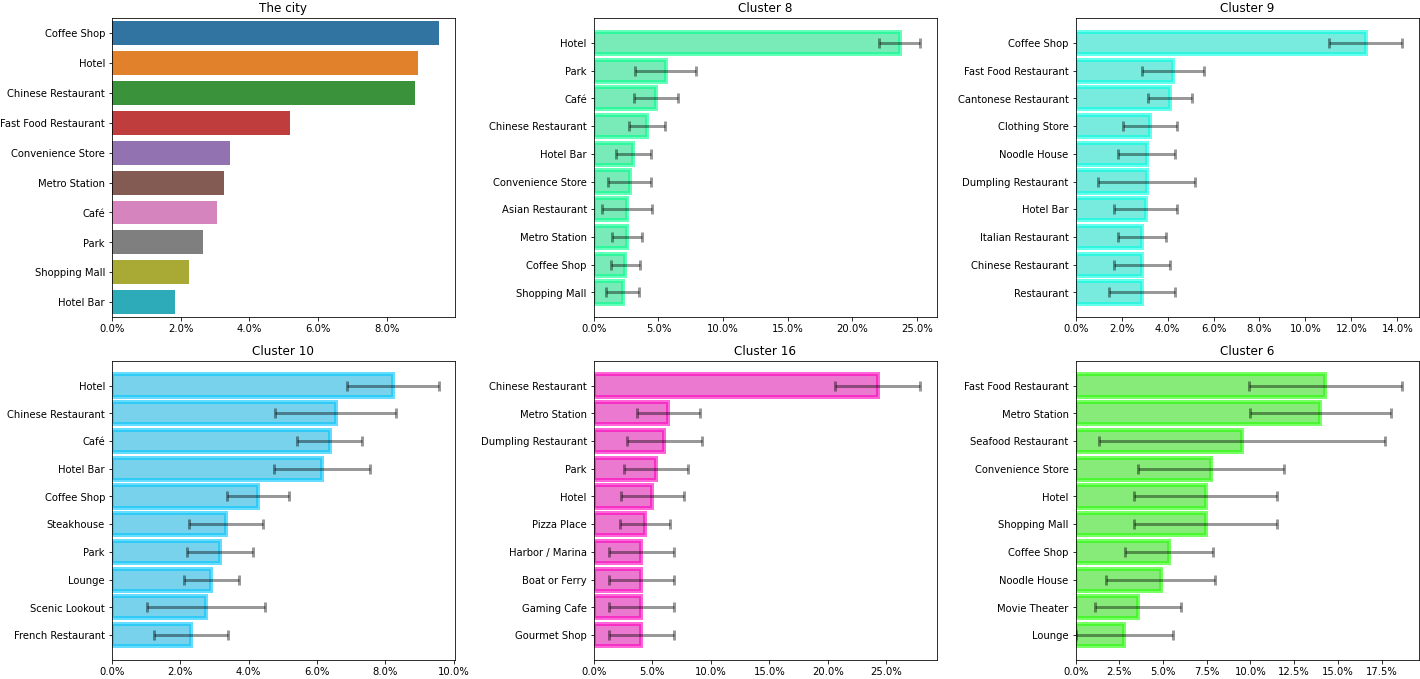 The city
Coffee Shop
Hotel
Chinese Restaurant
Fast Food Restaurant
Convenience Store
Metro Station
Café
Park
Shopping Mall
Hotel Bar
0.0% 2.0% 4.0% 6.0% 8.0%
Cluster 8
Hotel
Park
Café
Chinese Restaurant
Hotel Bar
Convenience Store
Asian Restaurant
Metro Station
Coffee Shop
Shopping Mall
0.0% 5.0% 10.0% 15.0% 20.0% 25.0%
Cluster 9
Coffee Shop
Fast Food Restaurant
Cantonese Restaurant
Clothing Store
Noodle House
Dumpling Restaurant
Hotel Bar
Italian Restaurant
Chinese Restaurant
Restaurant
0.0% 2.0% 4.0% 6.0% 8.0% 10.0% 12.0% 14.0%
Cluster 10
Hotel
Chinese Restaurant
Café
Hotel Bar
Coffee Shop
Steakhouse
Park
Lounge
Scenic Lookout
French Restaurant
0.0% 2.0% 4.0% 6.0% 8.0% 10.0%
Cluster 16
Chinese Restaurant
Metro Station
Dumpling Restaurant
Park
Hotel
Pizza Place
Harbor / Marina
Boat or Ferry
Gaming Cafe
Gourmet Shop
0.0% 5.0% 10.0% 15.0% 20.0% 25.0%
Cluster 6
Fast Food Restaurant
Metro Station
Seafood Restaurant
Convenience Store
Hotel
Shopping Mall
Coffee Shop
Noodle House
Movie Theater
Lounge
0.0% 2.5% 5.0% 7.5% 10.0% 12.5% 15.0% 17.5%